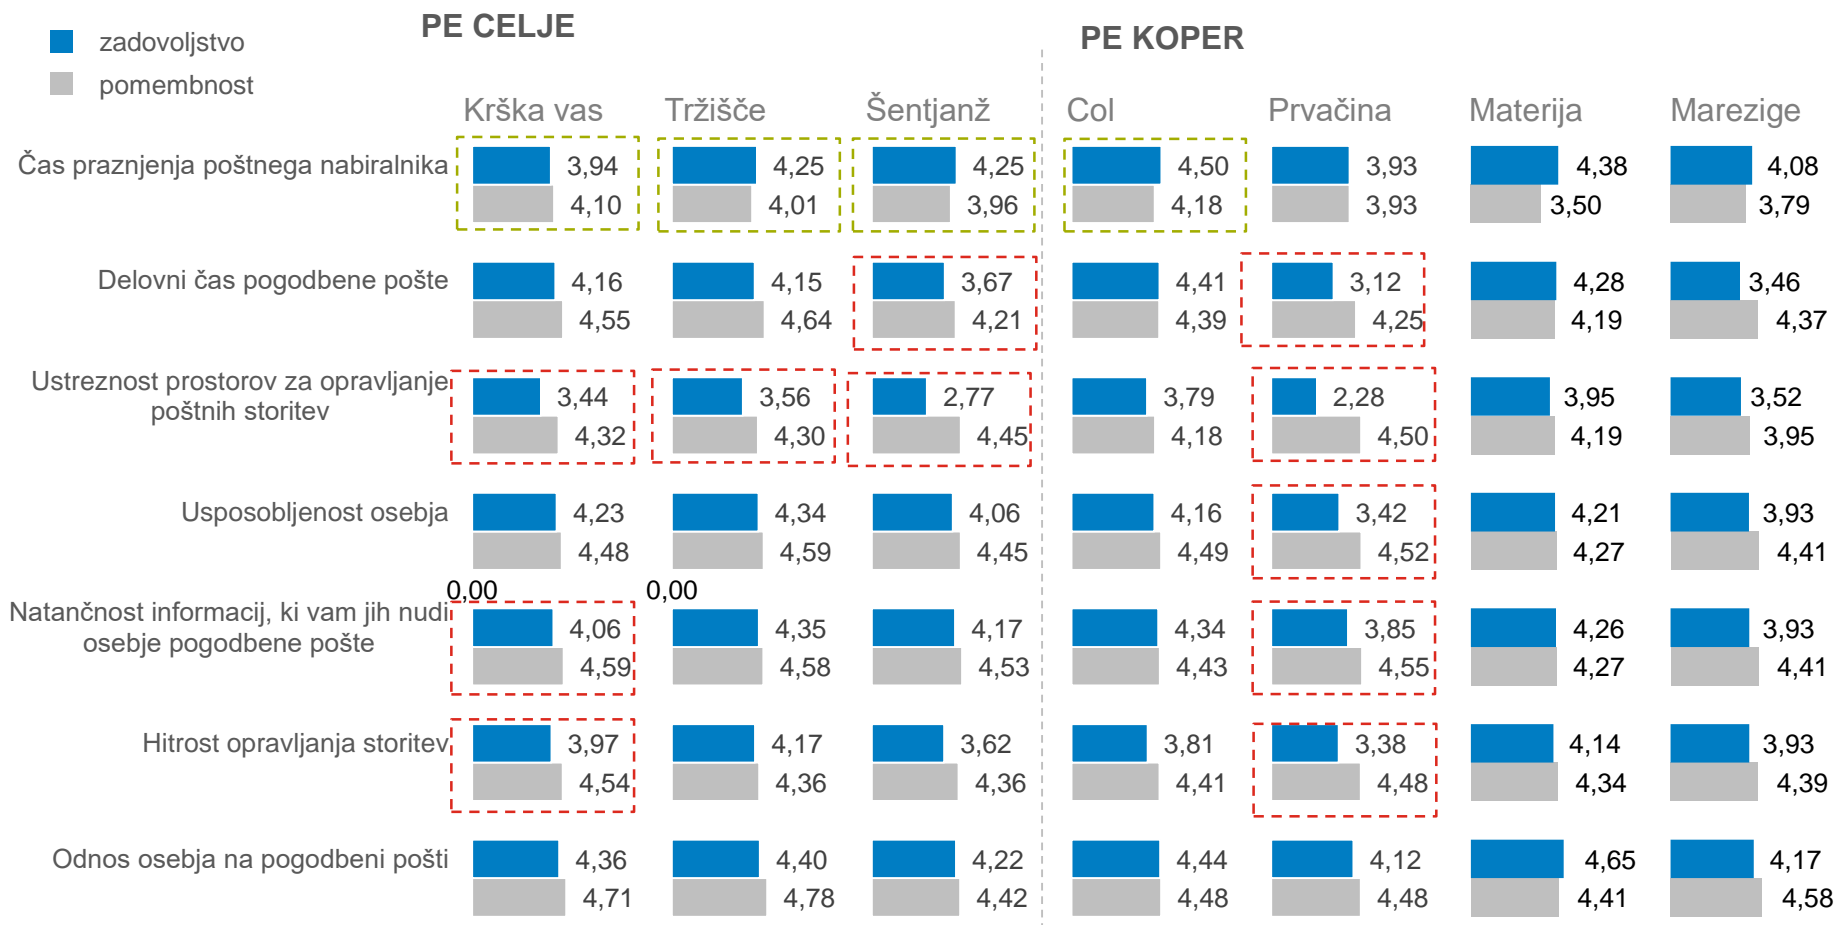 PE CELJE
PE KOPER
zadovoljstvo
pomembnost
Krška vas Tržišče Šentjanž Col Prvačina Materija Marezige
Čas praznjenja poštnega nabiralnika
3,94 4,25 4,25 4,50 3,93 4,38 4,08
4,10 4,01 3,96 4,18 3,93 3,50 3,79
Delovni čas pogodbene pošte
4,16 4,15 3,67 4,41 3,12 4,28 3,46
4,55 4,64 4,21 4,39 4,25 4,19 4,37
Ustreznost prostorov za opravljanje
poštnih storitev
3,44 3,56 2,77 3,79 2,28 3,95 3,52
4,32 4,30 4,45 4,18 4,50 4,19 3,95
Usposobljenost osebja
4,23 4,34 4,06 4,16 3,42 4,21 3,93
4,48 4,59 4,45 4,49 4,52 4,27 4,41
0,00 0,00
Natančnost informacij, ki vam jih nudi
osebje pogodbene pošte
4,06 4,35 4,17 4,34 3,85 4,26 3,93
4,59 4,58 4,53 4,43 4,55 4,27 4,41
Hitrost opravljanja storitev
3,97 4,17 3,62 3,81 3,38 4,14 3,93
4,54 4,36 4,36 4,41 4,48 4,34 4,39
Odnos osebja na pogodbeni pošti
4,36 4,40 4,22 4,44 4,12 4,65 4,17
4,71 4,78 4,42 4,48 4,48 4,41 4,58